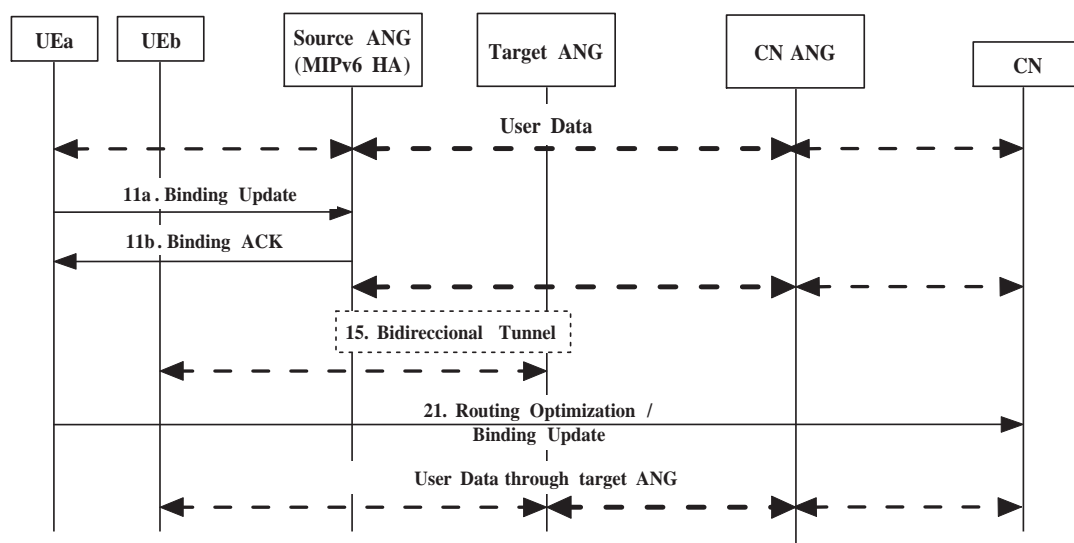 UEa
UEb
Source ANG
(MIPv6 HA)
Target ANG
CN ANG
CN
User Data
11a. Binding Update
11b. Binding ACK
15. Bidireccional Tunnel
21. Routing Optimization /
Binding Update
User Data through target ANG